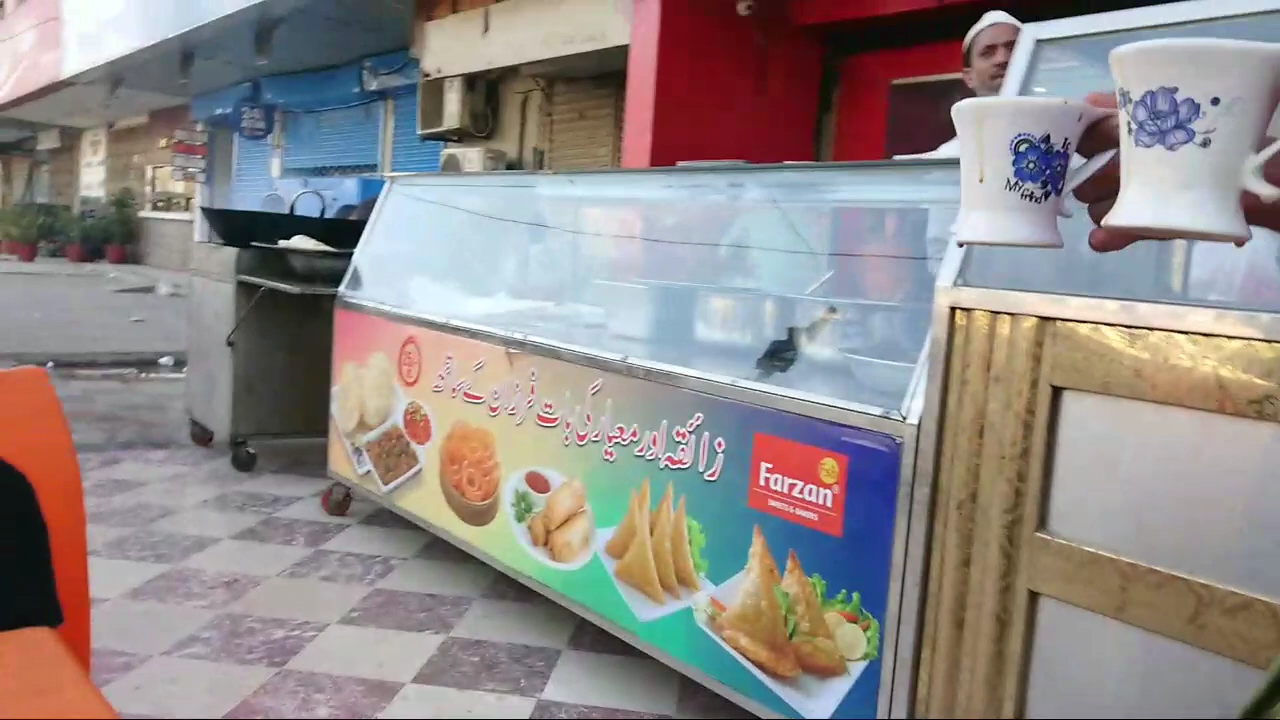 ذائقہ اور معیار کی بات فرزان کے ساتھ
Farzan
SWEETS & BAKERS
My friend